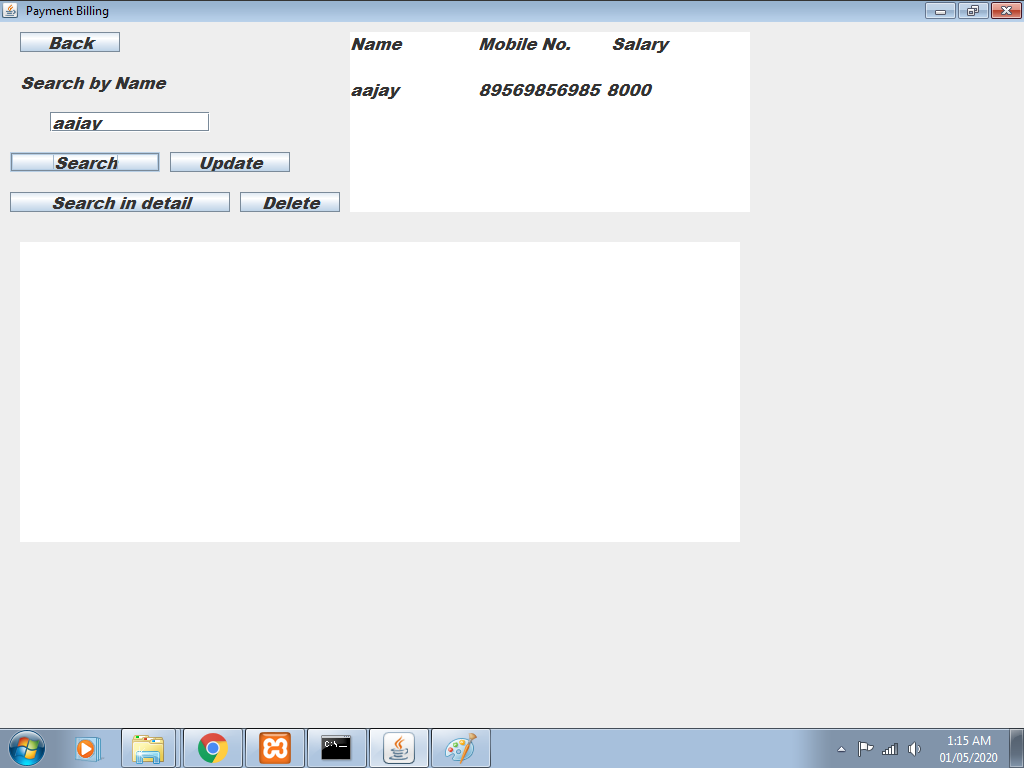 Payment Billing
Back
Name Mobile No. Salary
Search by Name
aajay 89569856985 8000
aajay
Search Update
Search in detail Delete
C:\_
1:15 AM
01/05/2020